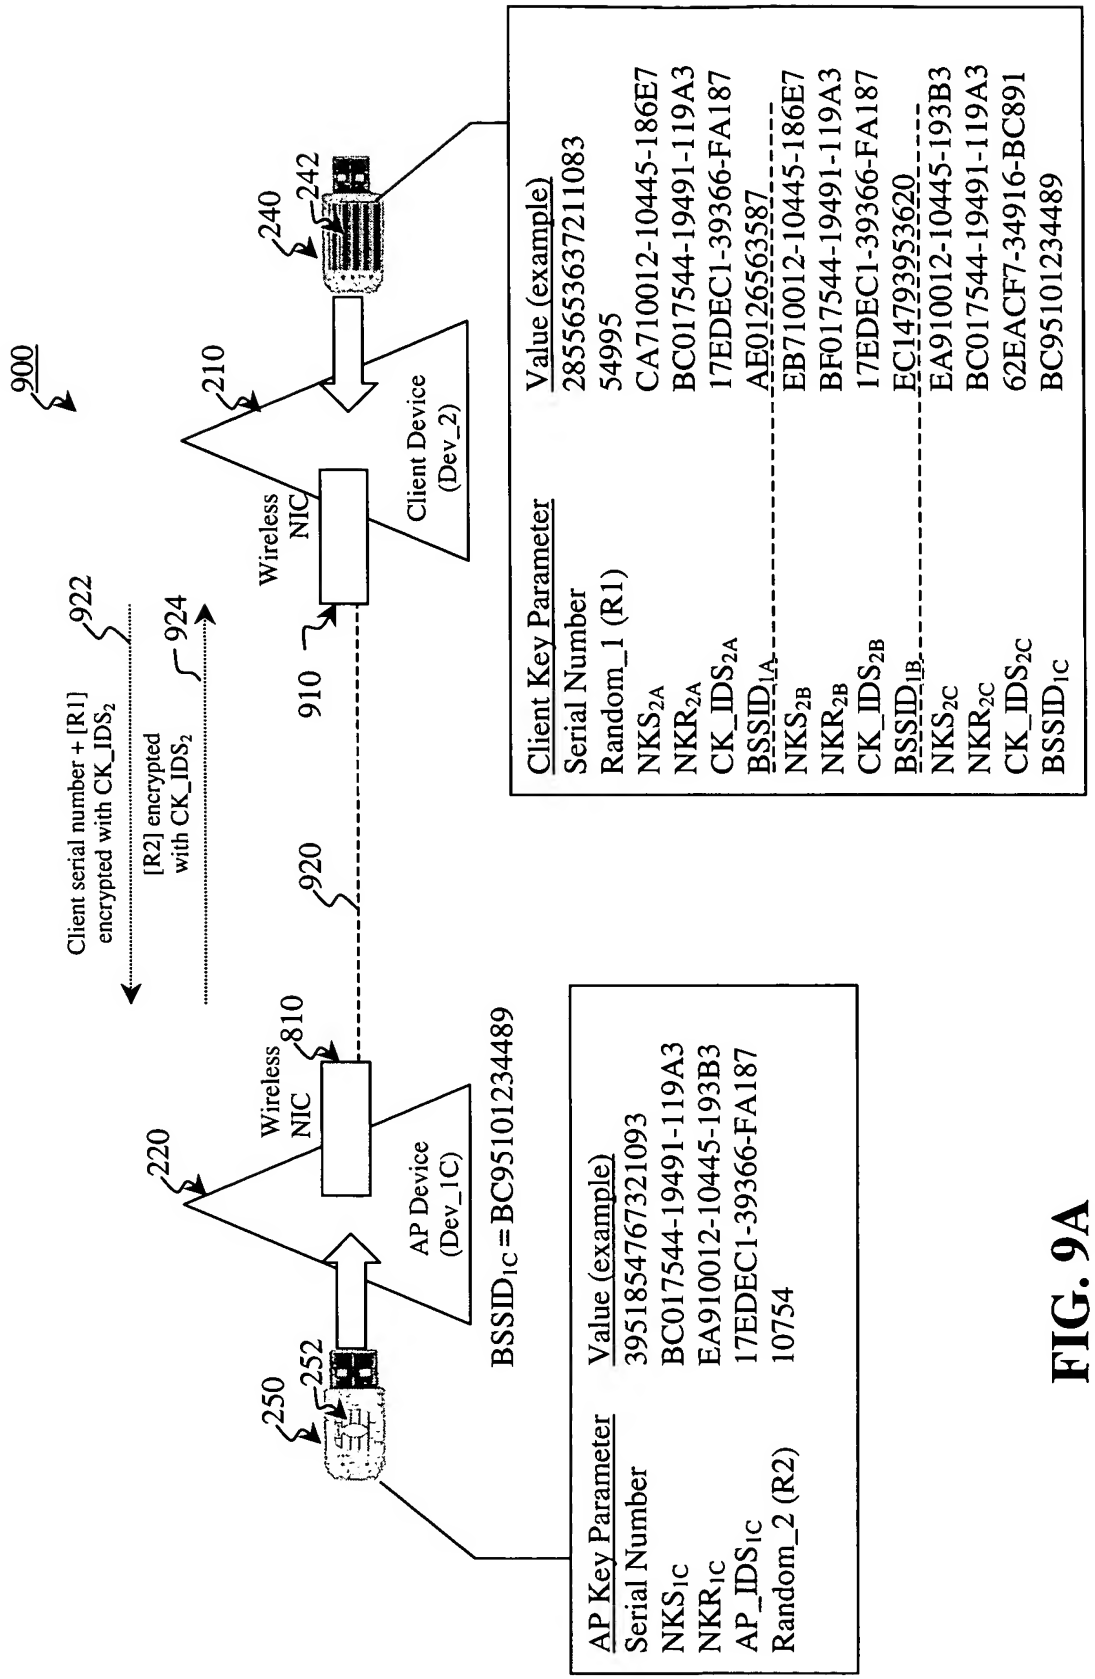 900
Client serial number + [R1]
encrypted with CK_IDS2
922
[R2] encrypted
with CK_IDS2
924
220
Wireless
NIC
810
920
910
Wireless
NIC
210
240
242
250
252
AP Device
(Dev_1C)
Client Device
(Dev_2)
BSSID1C = BC95101234489
AP Key Parameter Value (example)
Serial Number 3951854767321093
NKS1C BC017544-19491-119A3
NKR1C EA910012-10445-193B3
AP_IDS1C 17EDEC1-39366-FA187
Random_2 (R2) 10754
Client Key Parameter Value (example)
Serial Number 2855653637211083
Random_1 (R1) 54995
NKS2A CA710012-10445-186E7
NKR2A BC017544-19491-119A3
CK_IDS2A 17EDEC1-39366-FA187
BSSID1A AE0126563587
NKS2B EB710012-10445-186E7
NKR2B BF017544-19491-119A3
CK_IDS2B 17EDEC1-39366-FA187
BSSID1B EC14793953620
NKS2C EA910012-10445-193B3
NKR2C BC017544-19491-119A3
CK_IDS2C 62EACF7-34916-BC891
BSSID1C BC95101234489
FIG. 9A